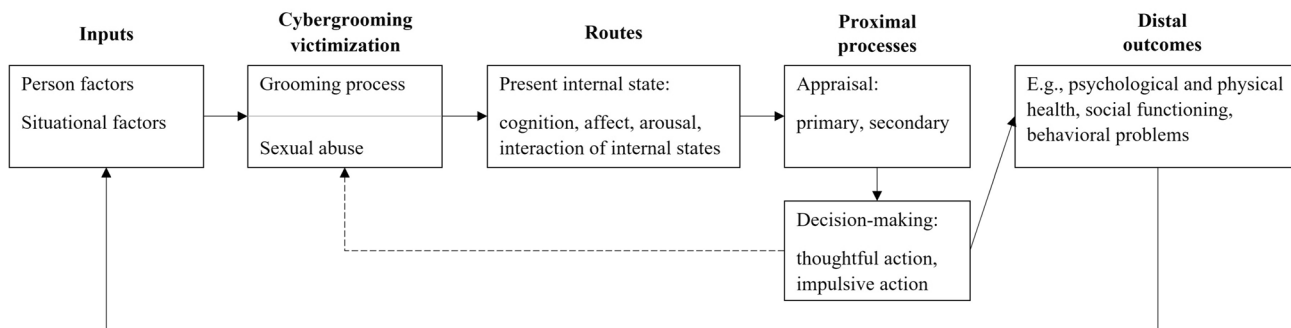 Inputs
Person factors
Situational factors
Cybergrooming
victimization
Grooming process
Sexual abuse
Routes
Present internal state:
cognition, affect, arousal,
interaction of internal states
Proximal
processes
Appraisal:
primary, secondary
Decision-making:
thoughtful action,
impulsive action
Distal
outcomes
E.g., psychological and physical
health, social functioning,
behavioral problems